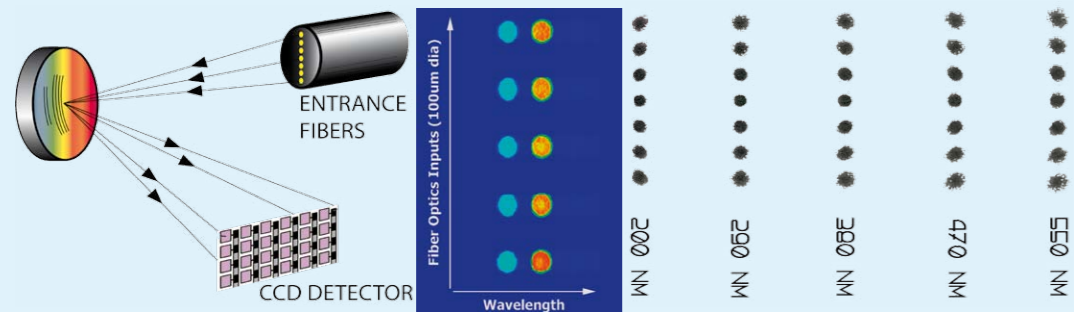 ENTRANCE
FIBERS
CCD DETECTOR
Fiber Optics Inputs (100um dia)
Wavelength
200 NM
290 NM
380 NM
470 NM
550 NM